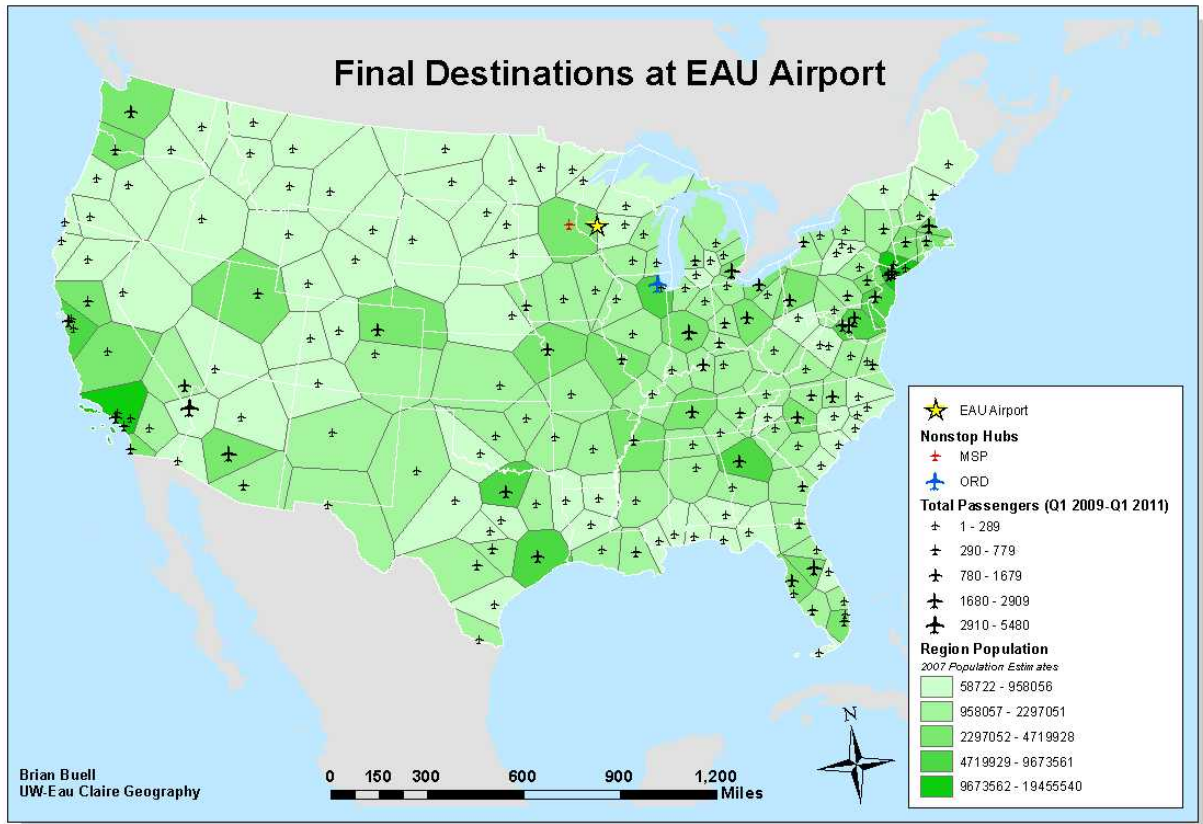 Final Destinations at EAU Airport
EAU Airport
Nonstop Hubs
MSP
ORD
Total Passengers (Q1 2009-Q1 2011)
1 - 289
290 - 779
780 - 1679
1680 - 2909
2910 - 5480
Region Population
2007 Population Estimates
58722 - 958056
958057 - 2297051
2297052 - 4719928
4719929 - 9673561
9673562 - 19455540
N
Brian Buell
UW-Eau Claire Geography
0 150 300 600 900 1,200
Miles